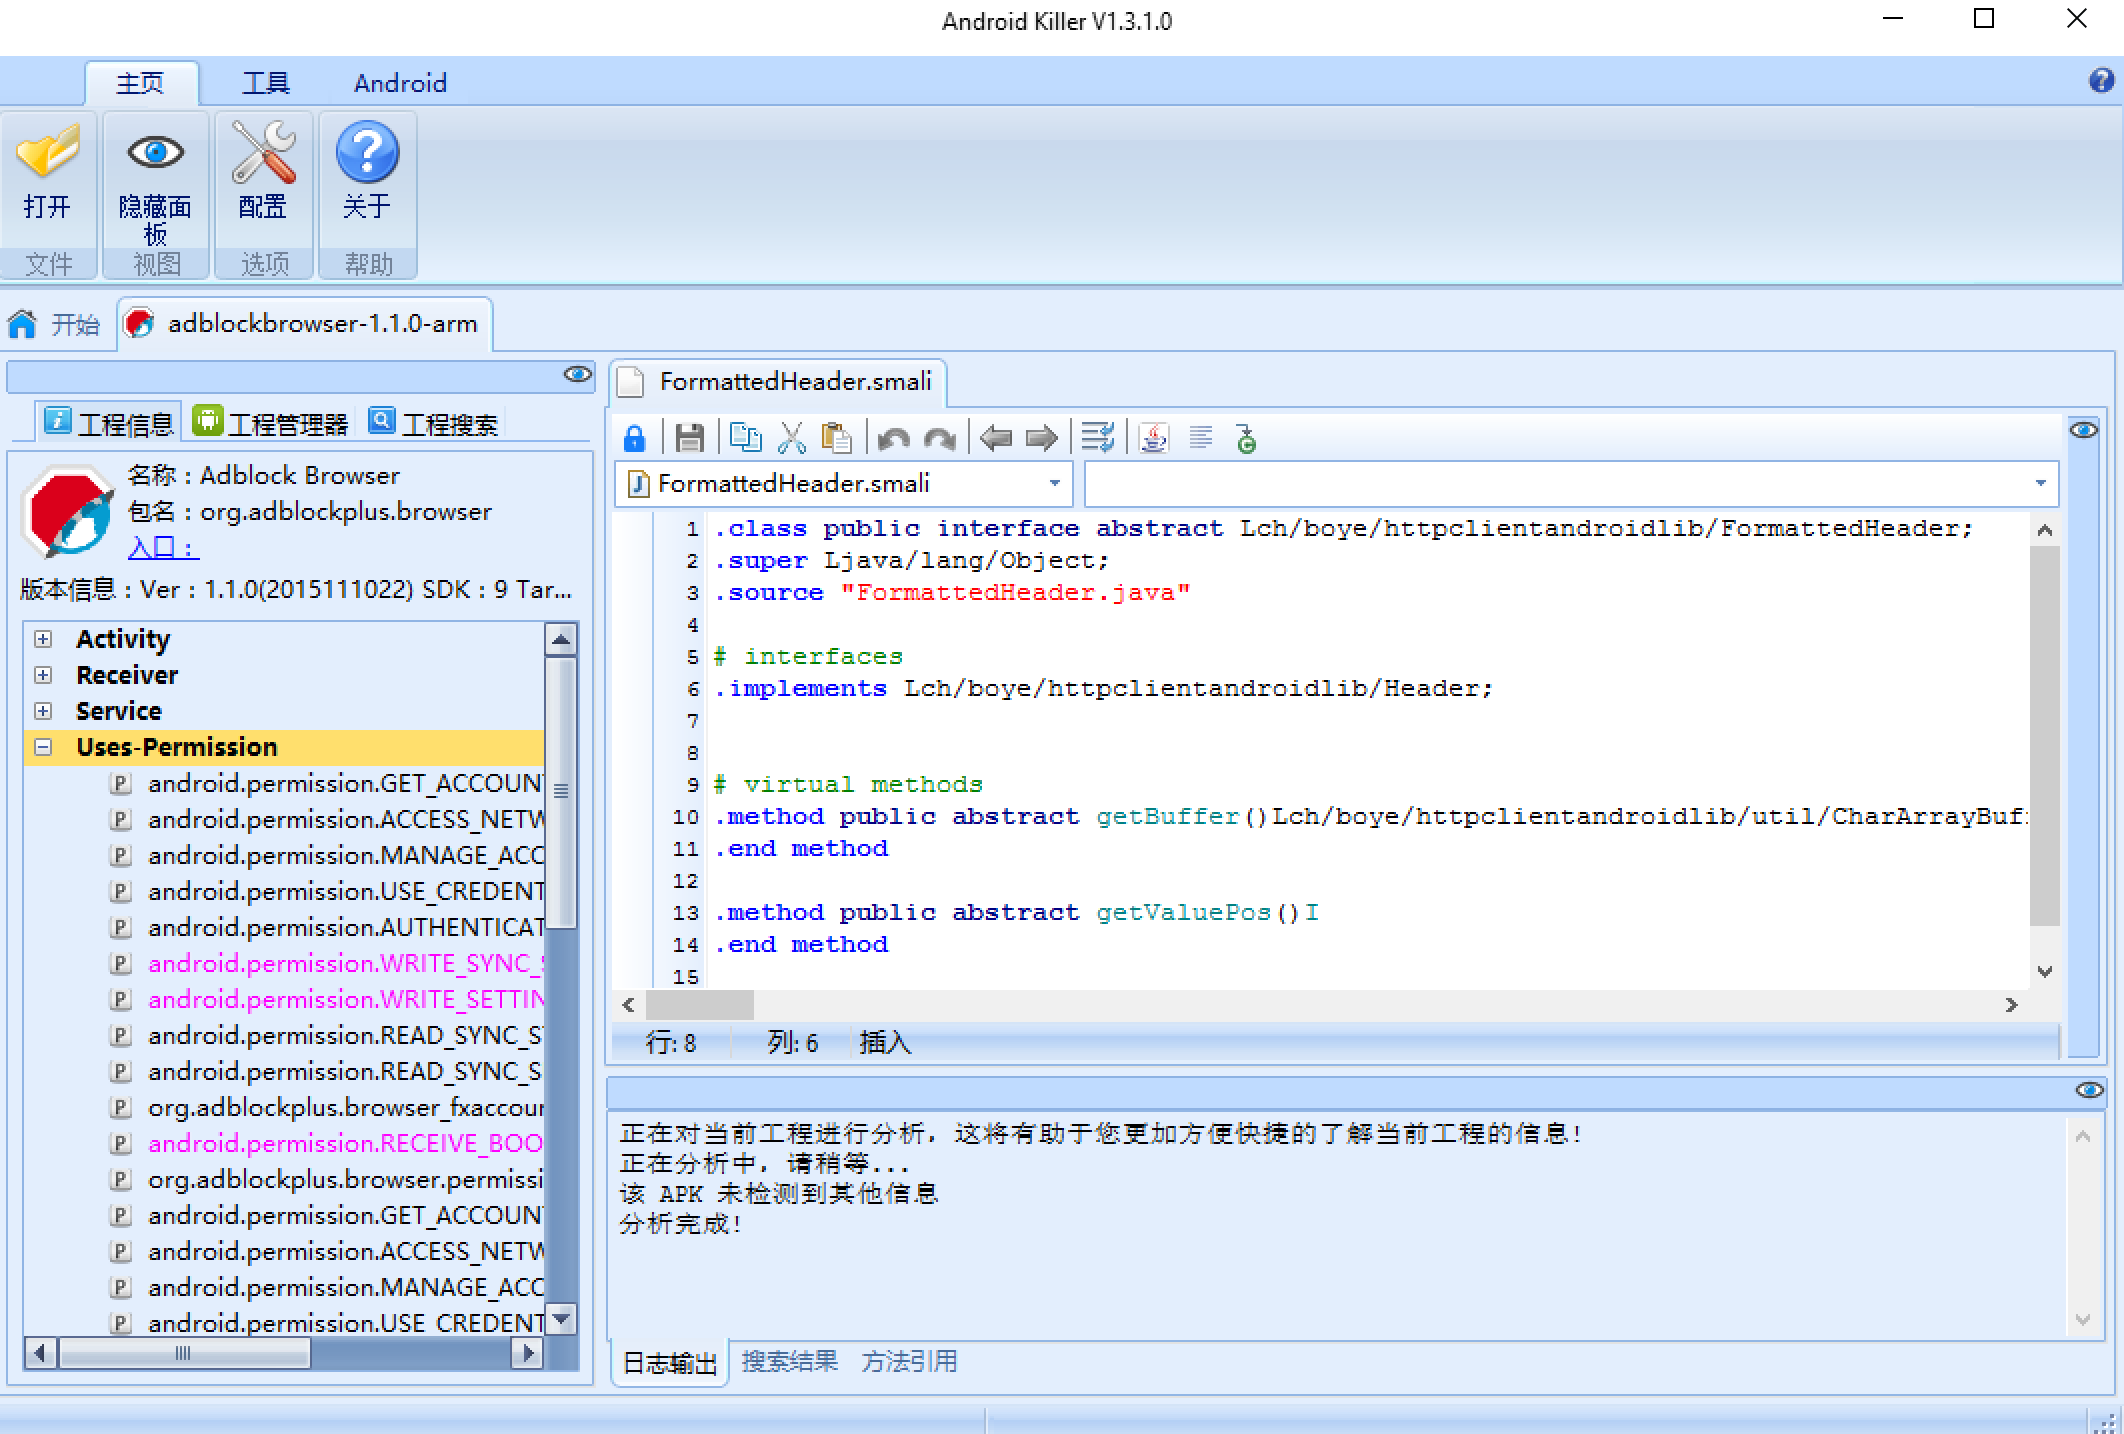 Android Killer V1.3.1.0
主页 工具 Android
打开 隐藏面板 配置 关于
文件 视图 选项 帮助
开始 adblockbrowser-1.1.0-arm
工程信息 工程管理器 工程搜索
名称：Adblock Browser
包名：org.adblockplus.browser
入口：
版本信息：Ver：1.1.0(2015111022) SDK：9 Tar...
Activity
Receiver
Service
Uses-Permission
android.permission.GET_ACCOUN
android.permission.ACCESS_NETW
android.permission.MANAGE_ACC
android.permission.USE_CREDENT
android.permission.AUTHENTICAT
android.permission.WRITE_SYNC_S
android.permission.WRITE_SETTIN
android.permission.READ_SYNC_S
android.permission.READ_SYNC_S
org.adblockplus.browser_fxaccour
android.permission.RECEIVE_BOO
org.adblockplus.browser.permissi
android.permission.GET_ACCOUN
android.permission.ACCESS_NETW
android.permission.MANAGE_ACC
android.permission.USE_CREDENT
FormattedHeader.smali
FormattedHeader.smali
1 .class public interface abstract Lch/boye/httpclientandroidlib/FormattedHeader;
2 .super Ljava/lang/Object;
3 .source "FormattedHeader.java"
4
5 # interfaces
6 .implements Lch/boye/httpclientandroidlib/Header;
7
8
9 # virtual methods
10 .method public abstract getBuffer()Lch/boye/httpclientandroidlib/util/CharArrayBuf
11 .end method
12
13 .method public abstract getValuePos()I
14 .end method
15
行: 8 列: 6 插入
正在对当前工程进行分析，这将有助于您更加方便快捷的了解当前工程的信息！
正在分析中，请稍等...
该 APK 未检测到其他信息
分析完成！
日志输出 搜索结果 方法引用